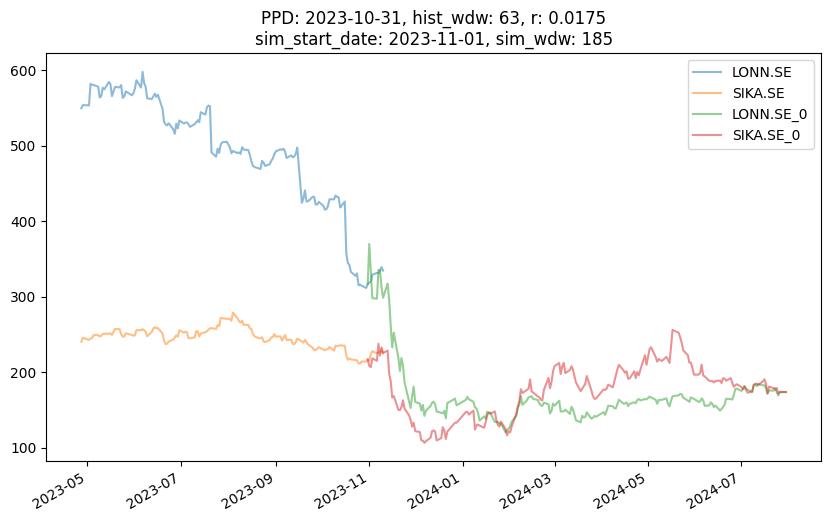 PPD: 2023-10-31, hist_wdw: 63, r: 0.0175
sim_start_date: 2023-11-01, sim_wdw: 185
LONN.SE
SIKA.SE
LONN.SE_0
SIKA.SE_0
600
500
400
300
200
100
2023-05
2023-07
2023-09
2023-11
2024-01
2024-03
2024-05
2024-07